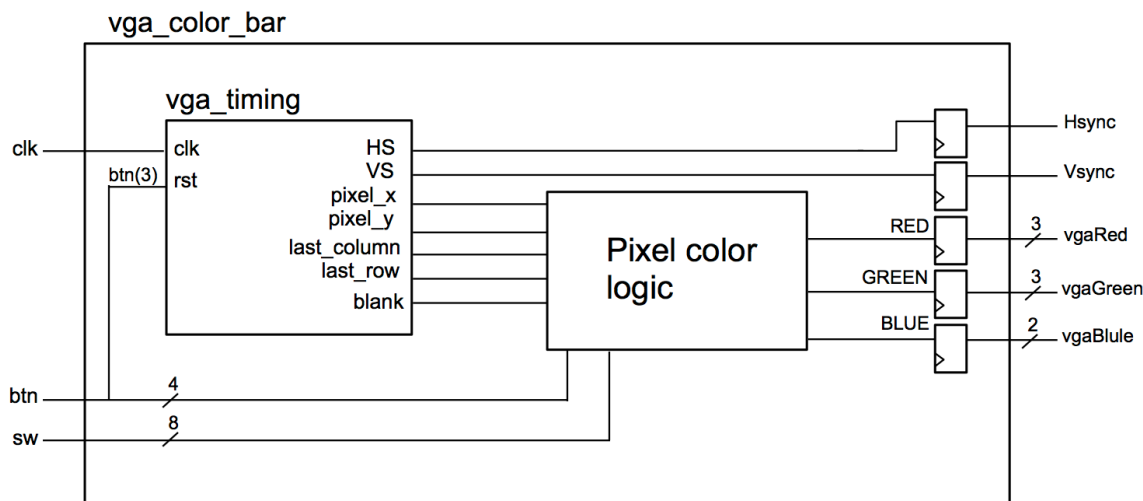 vga_color_bar
vga_timing
clk
clk
btn(3)
rst
HS
VS
pixel_x
pixel_y
last_column
last_row
blank
Pixel color
logic
RED
GREEN
BLUE
Hsync
Vsync
3
vgaRed
3
vgaGreen
2
vgaBlule
btn
4
sw
8